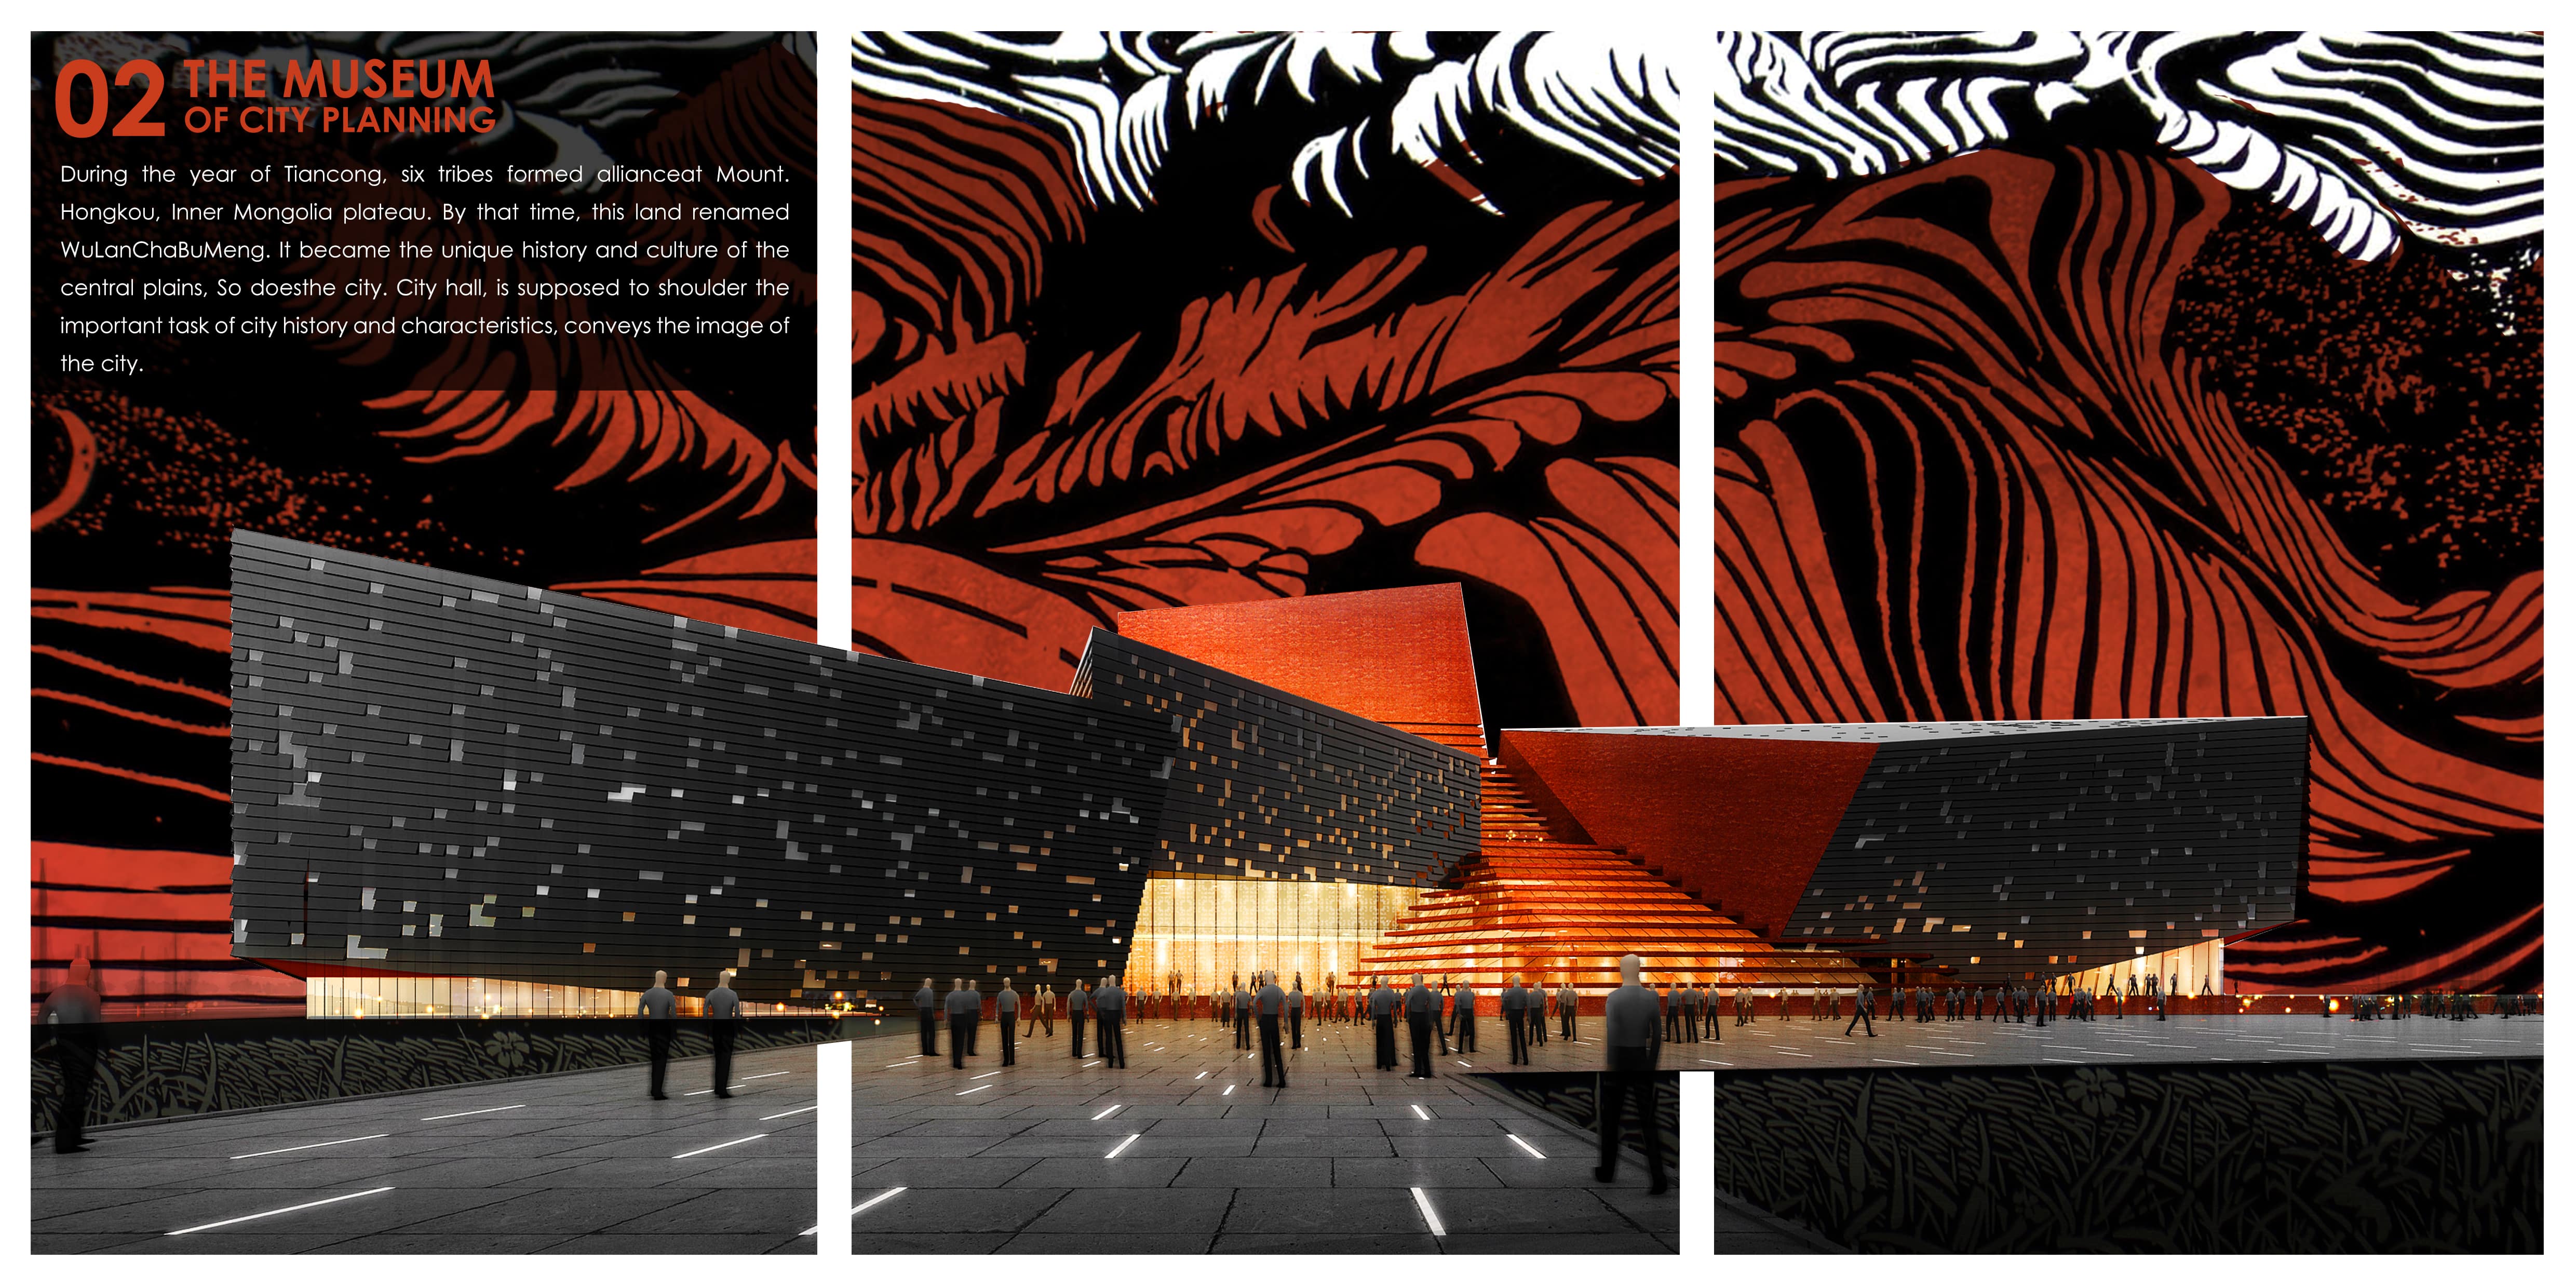 02 THE MUSEUM
OF CITY PLANNING
During the year of Tiancong, six tribes formed allianceat Mount.
Hongkou, Inner Mongolia plateau. By that time, this land renamed
WuLanChaBuMeng. It became the unique history and culture of the
central plains, So doesthe city. City hall, is supposed to shoulder the
important task of city history and characteristics, conveys the image of
the city.